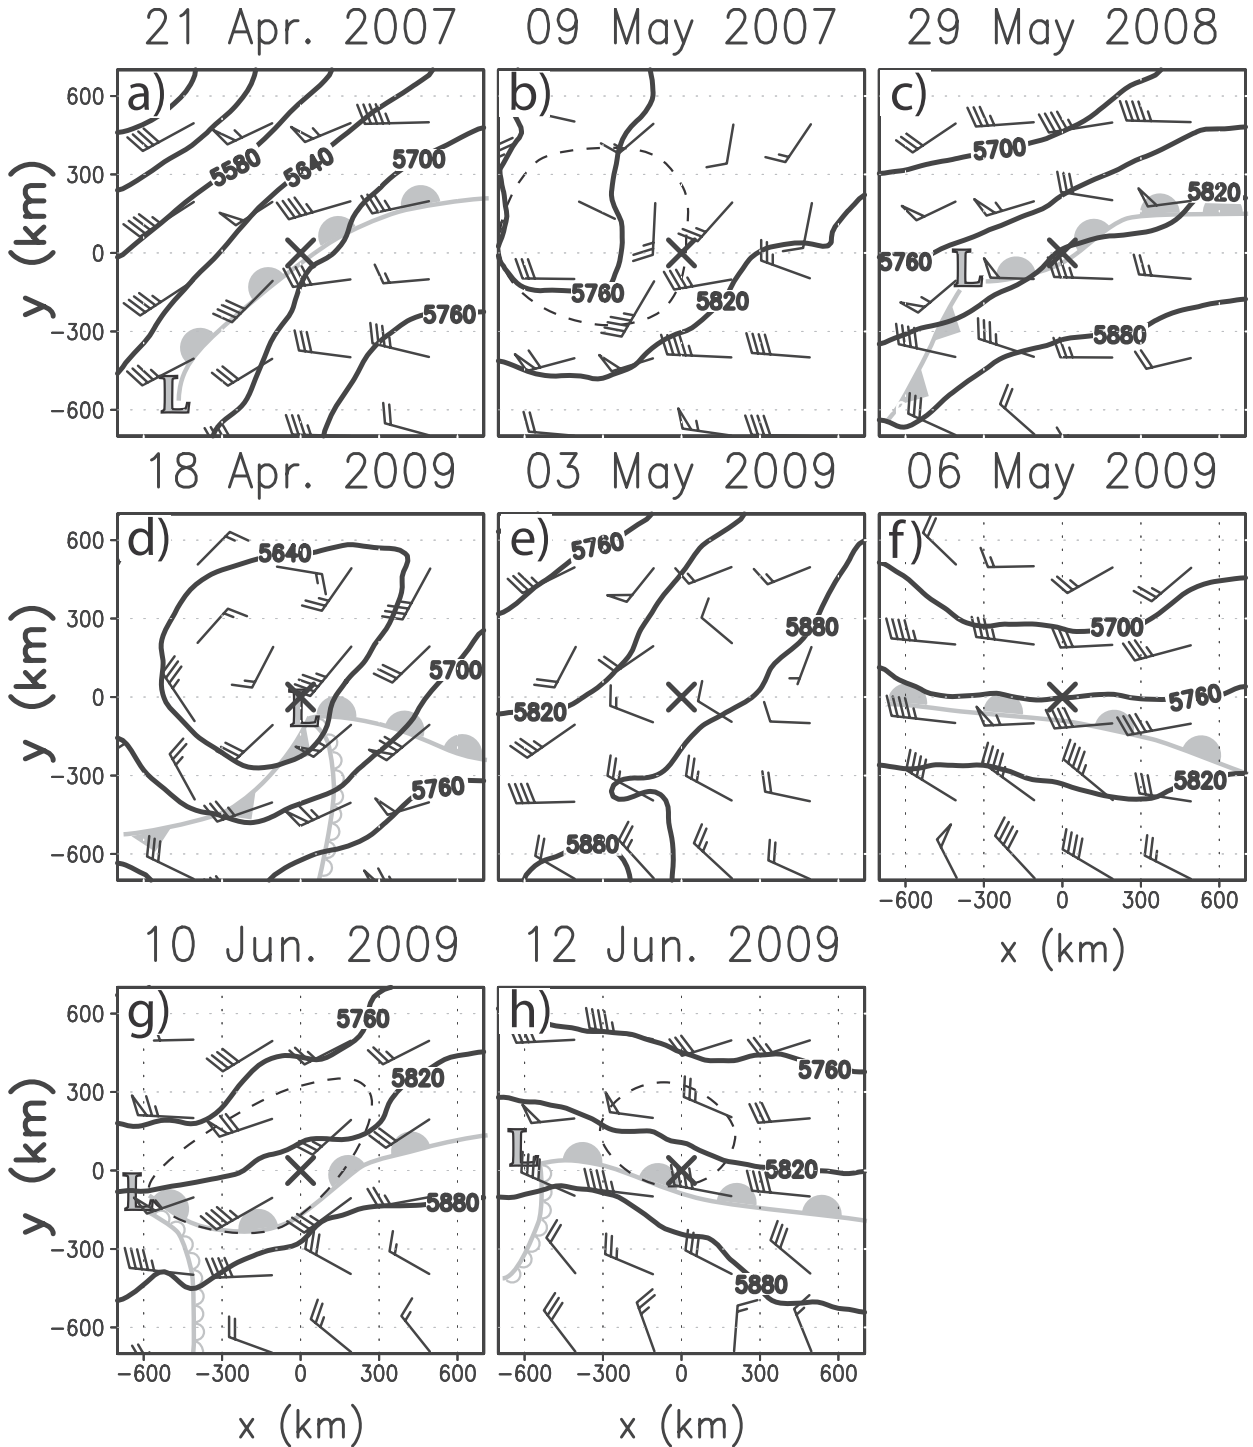 21 Apr. 2007 09 May 2007 29 May 2008
a) b) c)
600
300
0
−300
−600
y (km)
5580 5640 5700 5760
L
5760 5820
5700 5760 5820 5880
L
18 Apr. 2009 03 May 2009 06 May 2009
d) e) f)
600
300
0
−300
−600
y (km)
5640 5700 5760
L
5760 5820 5880 5880
5700 5760 5820
−600 −300 0 300 600
x (km)
10 Jun. 2009 12 Jun. 2009
g) h)
600
300
0
−300
−600
y (km)
5760 5820 5880
L
5760 5820 5880
L
−600 −300 0 300 600 −600 −300 0 300 600
x (km) x (km)